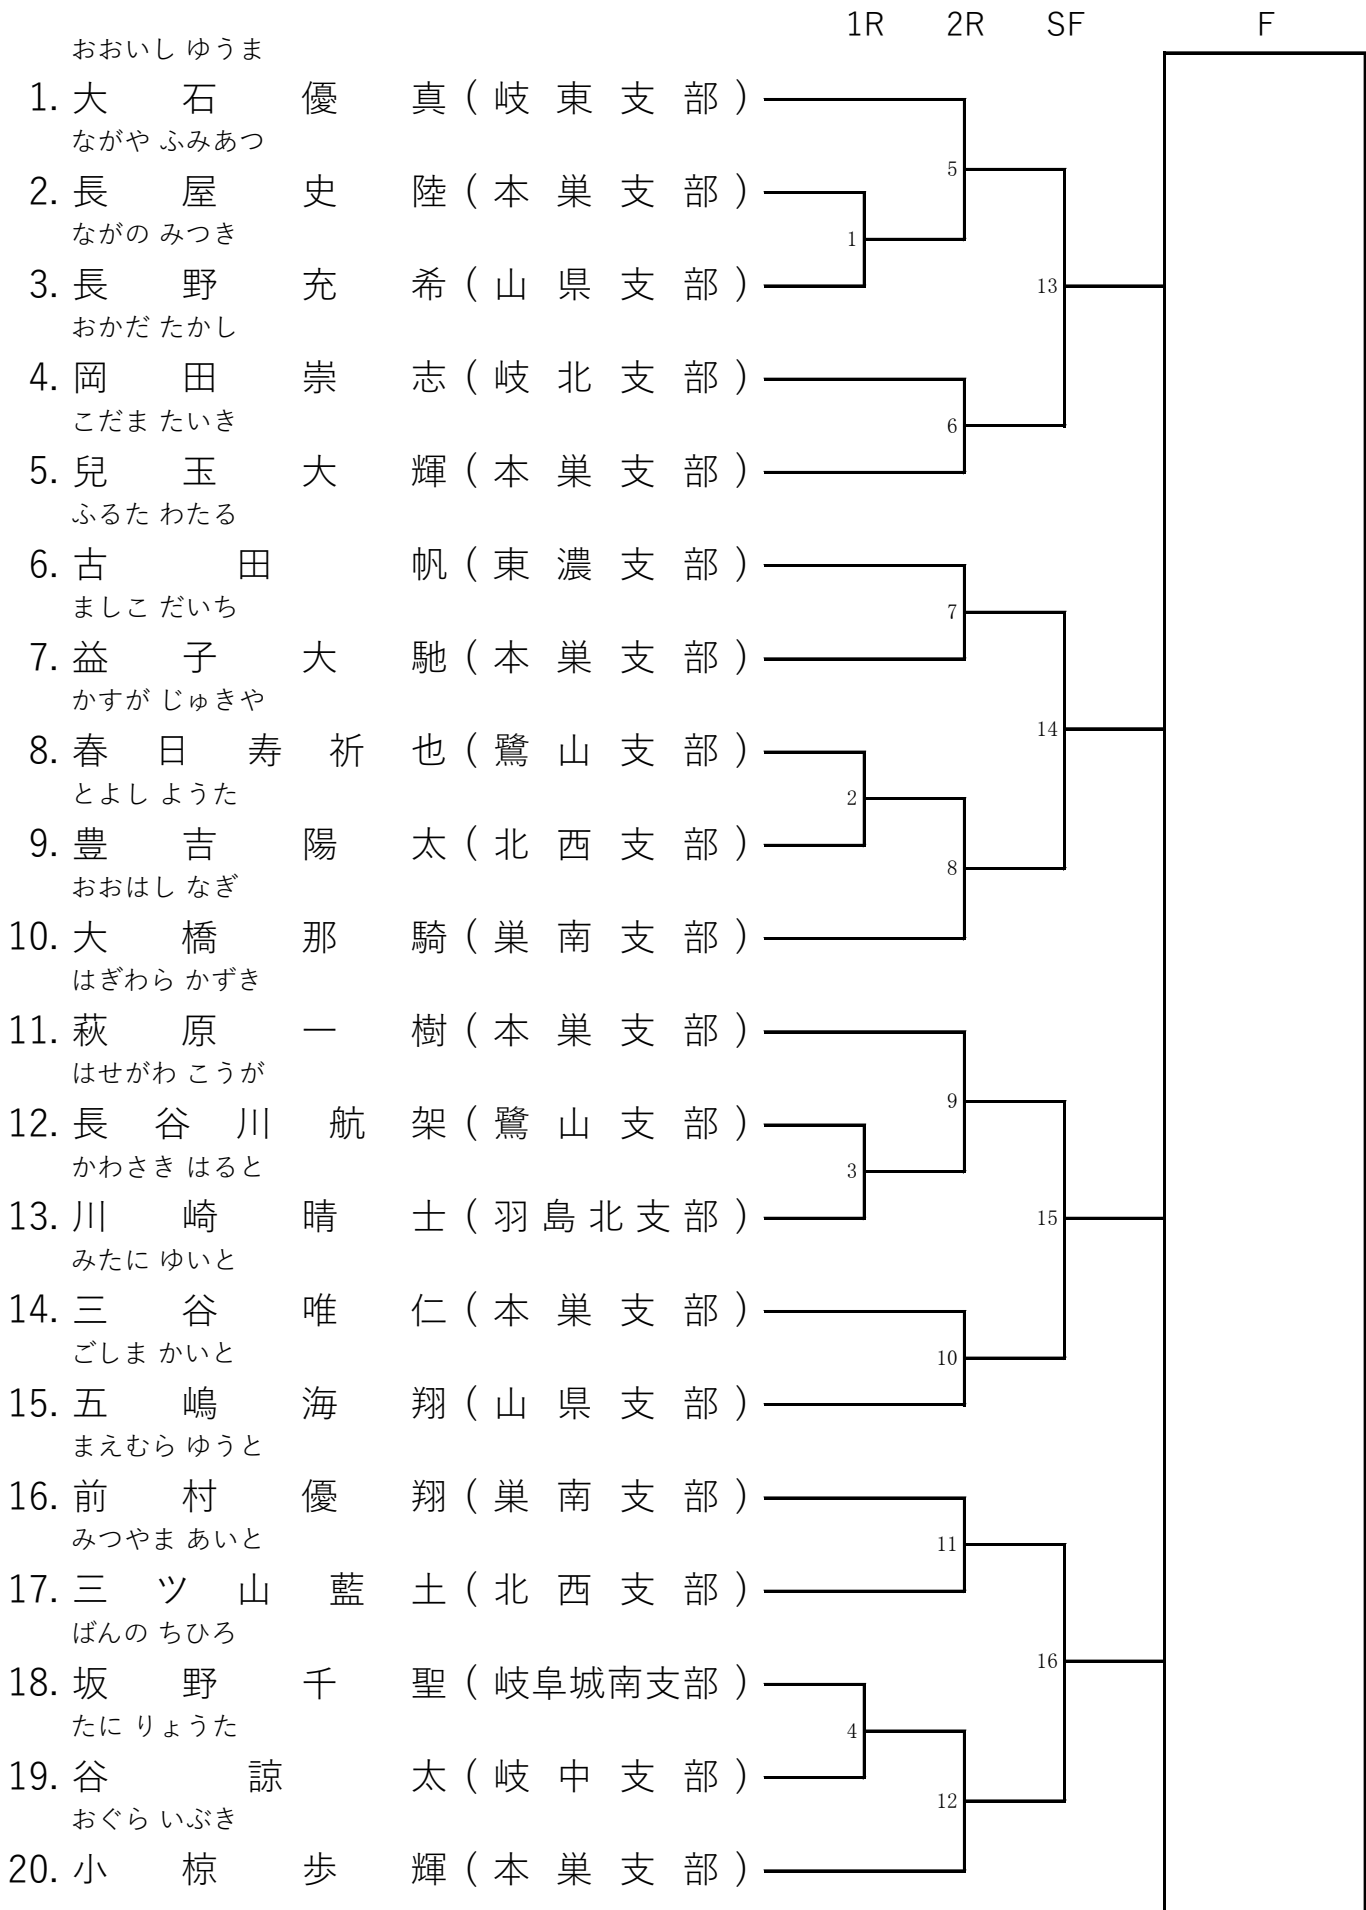 1R 2R SF F
おおいし ゆうま
1. 大石優真 (岐東支部)
ながや ふみあつ
5
2. 長屋史陸 (本巣支部)
ながの みつき
1
3. 長野充希 (山県支部)
13
おかだ たかし
4. 岡田崇志 (岐北支部)
こだま たいき
6
5. 兒玉大輝 (本巣支部)
ふるた わたる
6. 古田帆 (東濃支部)
ましこ だいち
7
7. 益子大馳 (本巣支部)
かすが じゅきや
14
8. 春日寿祈也 (鷺山支部)
とよし ようた
2
9. 豊吉陽太 (北西支部)
8
おおはし なぎ
10. 大橋那騎 (巣南支部)
はぎわら かずき
11. 萩原一樹 (本巣支部)
はせがわ こうが
9
12. 長谷川航架 (鷺山支部)
かわさき はると
3
13. 川崎晴士 (羽島北支部)
15
みたに ゆいと
14. 三谷唯仁 (本巣支部)
ごしま かいと
10
15. 五嶋海翔 (山県支部)
まえむら ゆうと
16. 前村優翔 (巣南支部)
みつやま あいと
11
17. 三ツ山藍土 (北西支部)
ばんの ちひろ
16
18. 坂野千聖 (岐阜城南支部)
たに りょうた
4
19. 谷諒太 (岐中支部)
12
おぐら いぶき
20. 小椋歩輝 (本巣支部)